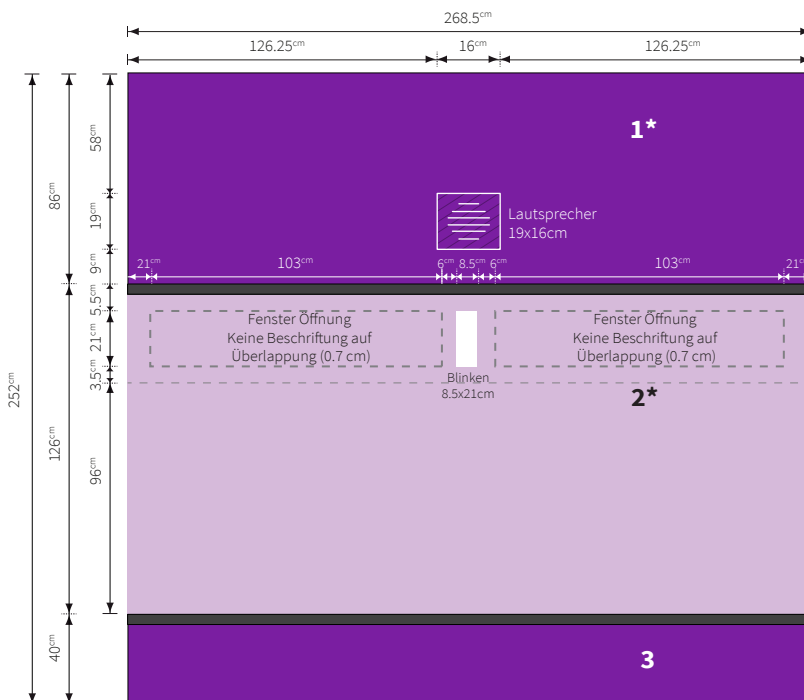 268.5cm
126.25cm 16cm 126.25cm
1*
58cm
86cm
19cm
Lautsprecher
19x16cm
9cm
21cm 103cm 6cm 8.5cm 6cm 103cm 21cm
5.5cm
Fenster Öffnung
Keine Beschriftung auf
Überlappung (0.7 cm)
Fenster Öffnung
Keine Beschriftung auf
Überlappung (0.7 cm)
21cm
3.5cm
Blinken
8.5x21cm
2*
252cm
126cm
96cm
40cm
3